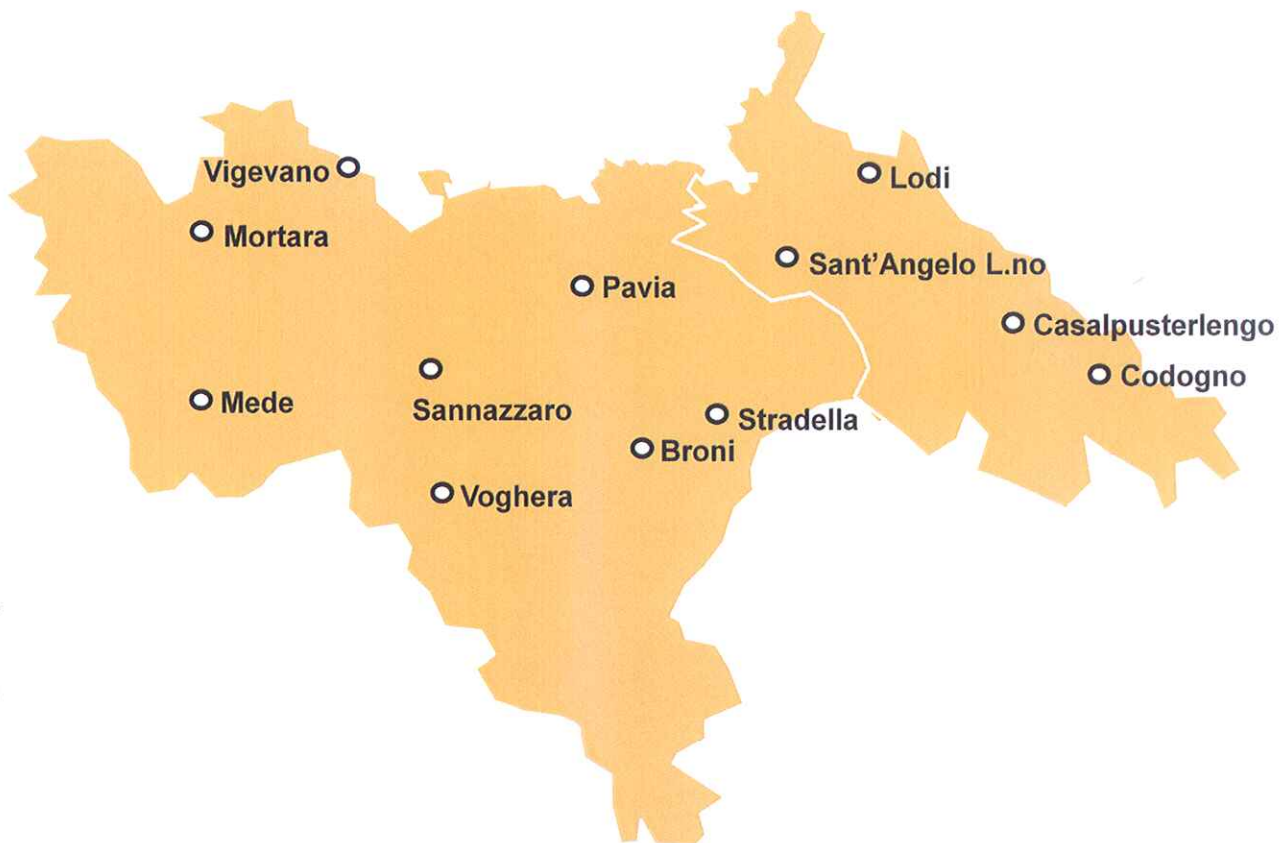 Vigevano
Lodi
Mortara
Sant'Angelo L.no
Pavia
Casalpusterlengo
Codogno
Mede
Sannazzaro
Stradella
Broni
Voghera